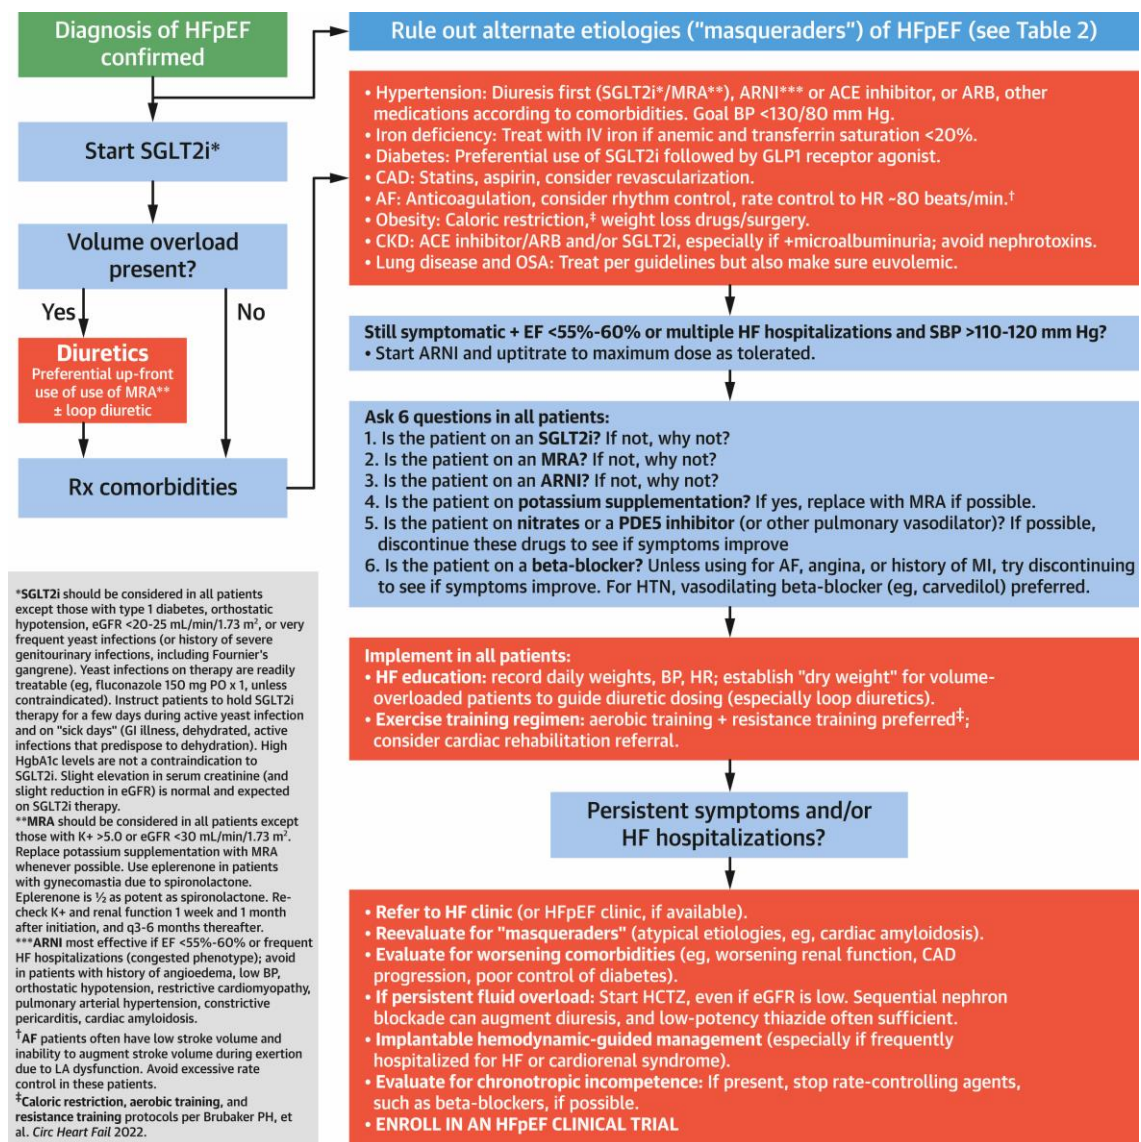 Diagnosis of HFpEF
confirmed
Rule out alternate etiologies ("masqueraders") of HFpEF (see Table 2)
Start SGLT2i*
Volume overload
present?
Yes
No
Diuretics
Preferential up-front
use of use of MRA**
± loop diuretic
Rx comorbidities
• Hypertension: Diuresis first (SGLT2i*/MRA**), ARNI*** or ACE inhibitor, or ARB, other
medications according to comorbidities. Goal BP <130/80 mm Hg.
• Iron deficiency: Treat with IV iron if anemic and transferrin saturation <20%.
• Diabetes: Preferential use of SGLT2i followed by GLP1 receptor agonist.
• CAD: Statins, aspirin, consider revascularization.
• AF: Anticoagulation, consider rhythm control, rate control to HR ~80 beats/min.†
• Obesity: Caloric restriction,‡ weight loss drugs/surgery.
• CKD: ACE inhibitor/ARB and/or SGLT2i, especially if +microalbuminuria; avoid nephrotoxins.
• Lung disease and OSA: Treat per guidelines but also make sure euvolemic.
Still symptomatic + EF <55%-60% or multiple HF hospitalizations and SBP >110-120 mm Hg?
• Start ARNI and uptitrate to maximum dose as tolerated.
Ask 6 questions in all patients:
1. Is the patient on an SGLT2i? If not, why not?
2. Is the patient on an MRA? If not, why not?
3. Is the patient on an ARNI? If not, why not?
4. Is the patient on potassium supplementation? If yes, replace with MRA if possible.
5. Is the patient on nitrates or a PDE5 inhibitor (or other pulmonary vasodilator)? If possible,
discontinue these drugs to see if symptoms improve
6. Is the patient on a beta-blocker? Unless using for AF, angina, or history of MI, try discontinuing
to see if symptoms improve. For HTN, vasodilating beta-blocker (eg, carvedilol) preferred.
Implement in all patients:
• HF education: record daily weights, BP, HR; establish "dry weight" for volume-
overloaded patients to guide diuretic dosing (especially loop diuretics).
• Exercise training regimen: aerobic training + resistance training preferred‡;
consider cardiac rehabilitation referral.
Persistent symptoms and/or
HF hospitalizations?
• Refer to HF clinic (or HFpEF clinic, if available).
• Reevaluate for "masqueraders" (atypical etiologies, eg, cardiac amyloidosis).
• Evaluate for worsening comorbidities (eg, worsening renal function, CAD
progression, poor control of diabetes).
• If persistent fluid overload: Start HCTZ, even if eGFR is low. Sequential nephron
blockade can augment diuresis, and low-potency thiazide often sufficient.
• Implantable hemodynamic-guided management (especially if frequently
hospitalized for HF or cardiorenal syndrome).
• Evaluate for chronotropic incompetence: If present, stop rate-controlling agents,
such as beta-blockers, if possible.
• ENROLL IN AN HFpEF CLINICAL TRIAL
*SGLT2i should be considered in all patients
except those with type 1 diabetes, orthostatic
hypotension, eGFR <20-25 mL/min/1.73 m², or very
frequent yeast infections (or history of severe
genitourinary infections, including Fournier's
gangrene). Yeast infections on therapy are readily
treatable (eg, fluconazole 150 mg PO x 1, unless
contraindicated). Instruct patients to hold SGLT2i
therapy for a few days during active yeast infection
and on "sick days" (GI illness, dehydrated, active
infections that predispose to dehydration). High
HgbA1c levels are not a contraindication to
SGLT2i. Slight elevation in serum creatinine (and
slight reduction in eGFR) is normal and expected
on SGLT2i therapy.
**MRA should be considered in all patients except
those with K+ >5.0 or eGFR <30 mL/min/1.73 m².
Replace potassium supplementation with MRA
whenever possible. Use eplerenone in patients
with gynecomastia due to spironolactone.
Eplerenone is ½ as potent as spironolactone. Re-
check K+ and renal function 1 week and 1 month
after initiation, and q3-6 months thereafter.
***ARNI most effective if EF <55%-60% or frequent
HF hospitalizations (congested phenotype); avoid
in patients with history of angioedema, low BP,
orthostatic hypotension, restrictive cardiomyopathy,
pulmonary arterial hypertension, constrictive
pericarditis, cardiac amyloidosis.
†AF patients often have low stroke volume and
inability to augment stroke volume during exertion
due to LA dysfunction. Avoid excessive rate
control in these patients.
‡Caloric restriction, aerobic training, and
resistance training protocols per Brubaker PH, et
al. Circ Heart Fail 2022.